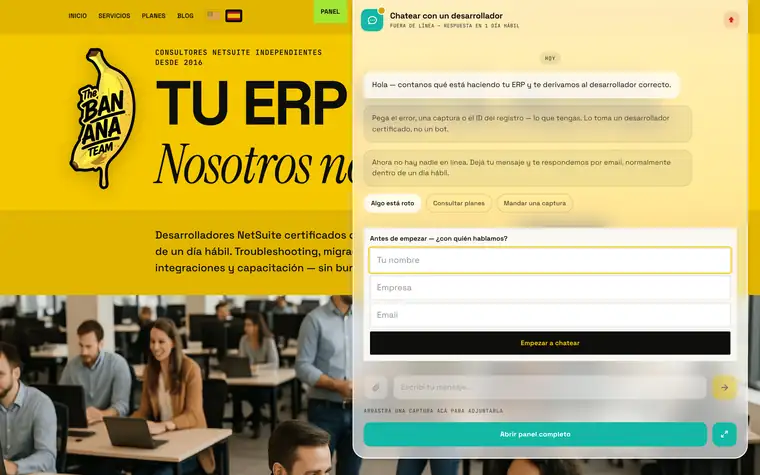 INICIO SERVICIOS PLANES BLOG
PANEL
CONSULTORES NETSUITE INDEPENDIENTES
DESDE 2016
The
BAN
ANA
TEAM
TU ERP
Nosotros
Desarrolladores NetSuite certificados
de un día hábil. Troubleshooting,
integraciones y capacitación — sin
Chatear con un desarrollador
FUERA DE LÍNEA — RESPUESTA EN 1 DÍA HÁBIL
HOY
Hola — contanos qué está haciendo tu ERP y te derivamos al desarrollador correcto.
Pegá el error, una captura o el ID del registro — lo que tengas. Lo toma un desarrollador
certificado, no un bot.
Ahora no hay nadie en línea. Dejá tu mensaje y te respondemos por email, normalmente
dentro de un día hábil.
Algo está roto
Consultar planes
Mandar una captura
Antes de empezar — ¿con quién hablamos?
Tu nombre
Empresa
Email
Empezar a chatear
Escribí tu mensaje...
ARRASTRÁ UNA CAPTURA ACÁ PARA ADJUNTARLA
Abrir panel completo